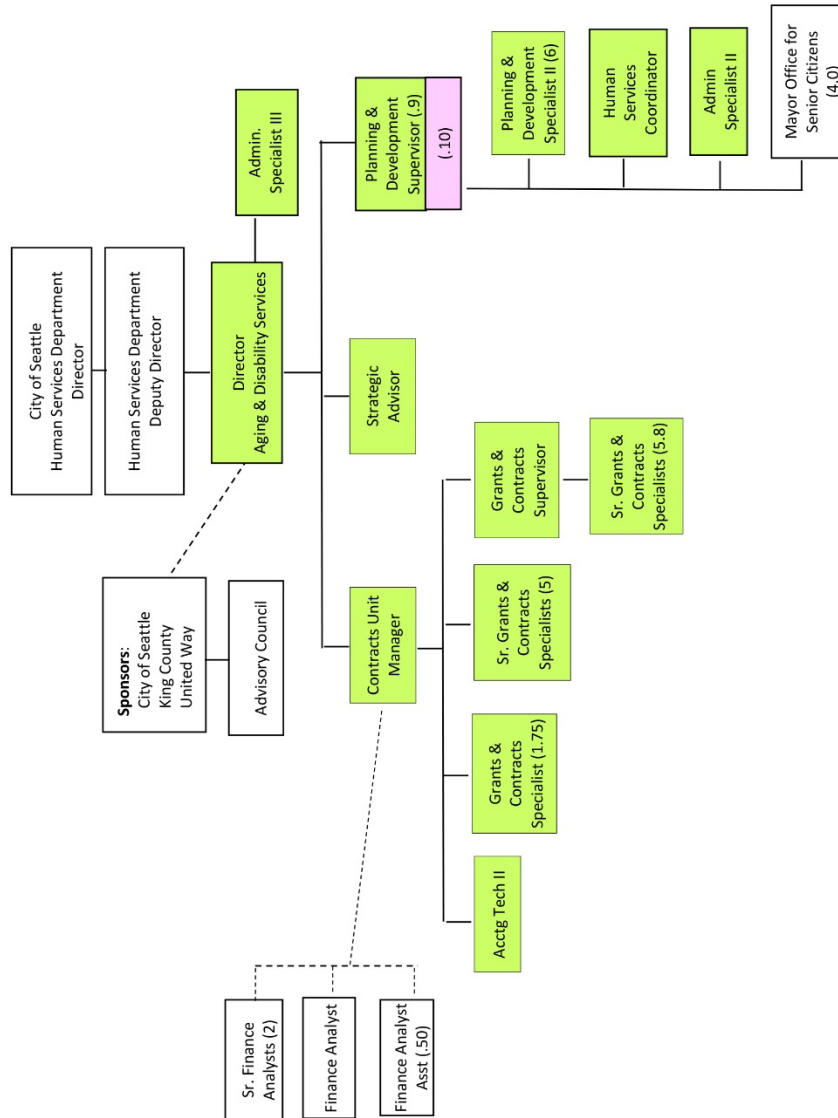 City of Seattle
Human Services Department
Director
Human Services Department
Deputy Director
Director
Aging & Disability Services
Admin.
Specialist III
Sponsors:
City of Seattle
King County
United Way
Advisory Council
Contracts Unit
Manager
Strategic
Advisor
Planning &
Development
Supervisor (.9)
(.10)
Sr. Finance
Analysts (2)
Finance Analyst
Finance Analyst
Asst (.50)
Acctg Tech II
Grants &
Contracts
Specialist (1.75)
Sr. Grants &
Contracts
Specialists (5)
Grants &
Contracts
Supervisor
Sr. Grants &
Contracts
Specialists (5.8)
Planning &
Development
Specialist II (6)
Human
Services
Coordinator
Admin
Specialist II
Mayor Office for
Senior Citizens
(4.0)